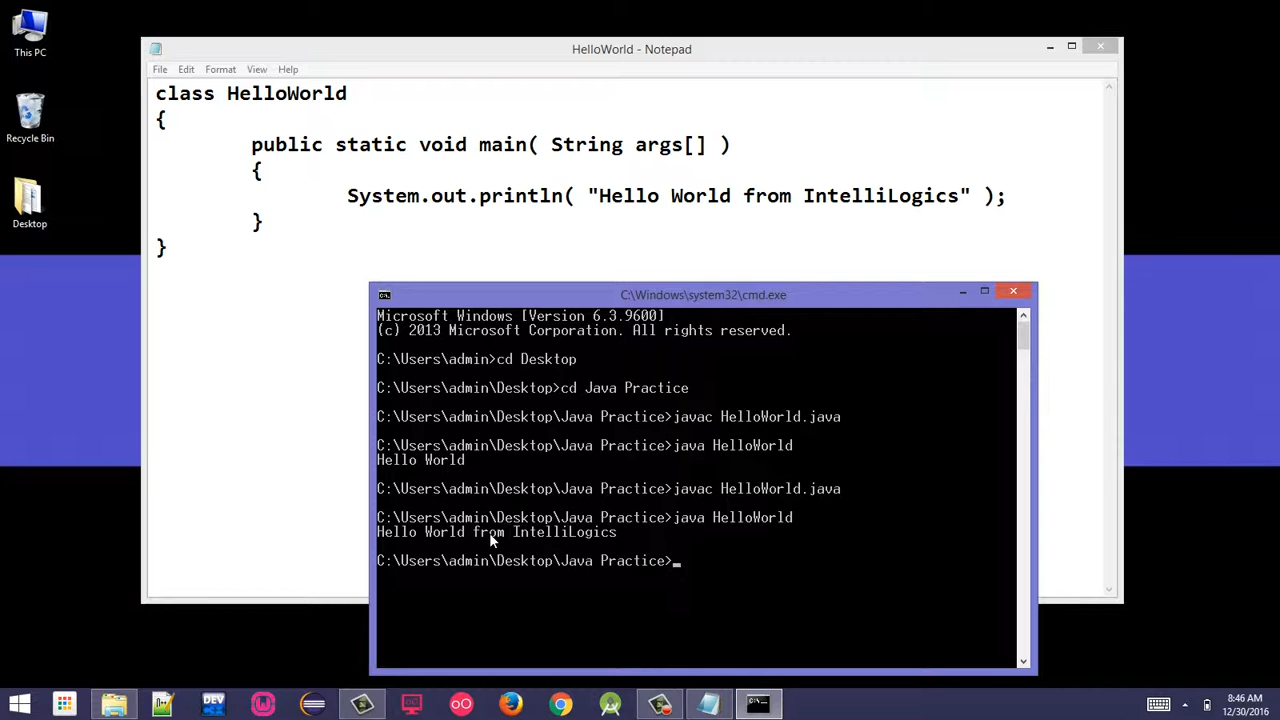 This PC
Recycle Bin
Desktop
HelloWorld - Notepad
File Edit Format View Help
class HelloWorld
{
public static void main( String args[] )
{
System.out.println( "Hello World from IntelliLogics" );
}
}
C:\Windows\system32\cmd.exe
Microsoft Windows [Version 6.3.9600]
(c) 2013 Microsoft Corporation. All rights reserved.
C:\Users\admin>cd Desktop
C:\Users\admin\Desktop>cd Java Practice
C:\Users\admin\Desktop\Java Practice>javac HelloWorld.java
C:\Users\admin\Desktop\Java Practice>java HelloWorld
Hello World
C:\Users\admin\Desktop\Java Practice>javac HelloWorld.java
C:\Users\admin\Desktop\Java Practice>java HelloWorld
Hello World from IntelliLogics
C:\Users\admin\Desktop\Java Practice>_
DEV
8:46 AM
12/30/2016